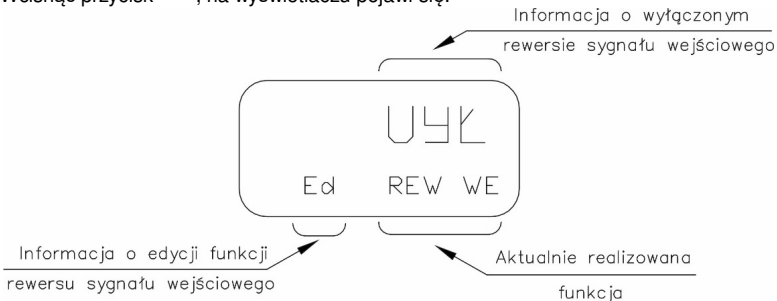 Wcisnąć przycisk , na wyświetlaczu pojawi się:
Informacja o wyłączonym
rewersie sygnału wejściowego
UYŁ
Ed REW WE
Informacja o edycji funkcji
rewersu sygnału wejściowego
Aktualnie realizowana
funkcja